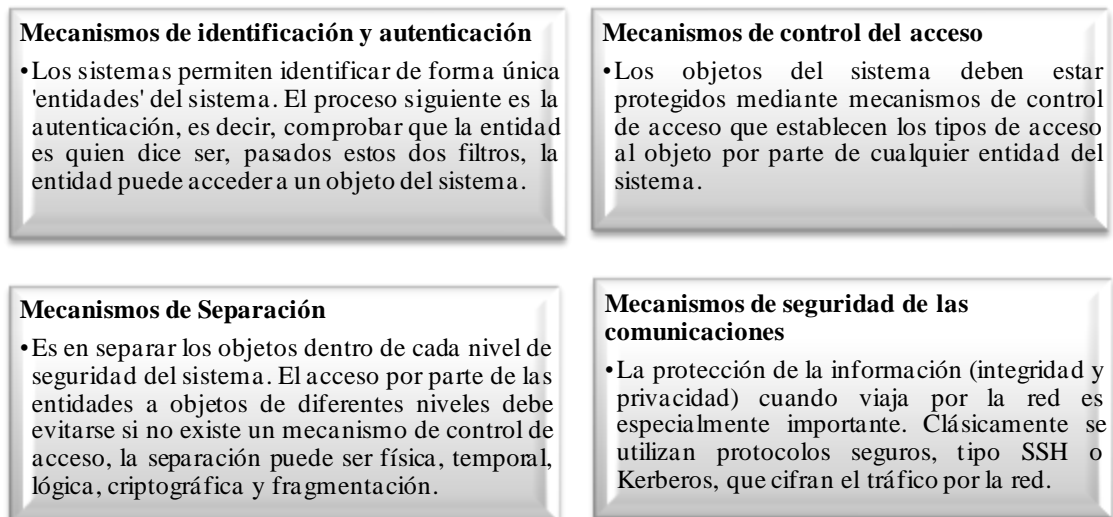 Mecanismos de identificación y autenticación
•Los sistemas permiten identificar de forma única
'entidades' del sistema. El proceso siguiente es la
autenticación, es decir, comprobar que la entidad
es quien dice ser, pasados estos dos filtros, la
entidad puede acceder a un objeto del sistema.
Mecanismos de control del acceso
•Los objetos del sistema deben estar
protegidos mediante mecanismos de control
de acceso que establecen los tipos de acceso
al objeto por parte de cualquier entidad del
sistema.
Mecanismos de Separación
•Es en separar los objetos dentro de cada nivel de
seguridad del sistema. El acceso por parte de las
entidades a objetos de diferentes niveles debe
evitarse si no existe un mecanismo de control de
acceso, la separación puede ser física, temporal,
lógica, criptográfica y fragmentación.
Mecanismos de seguridad de las
comunicaciones
•La protección de la información (integridad y
privacidad) cuando viaja por la red es
especialmente importante. Clásicamente se
utilizan protocolos seguros, tipo SSH o
Kerberos, que cifran el tráfico por la red.